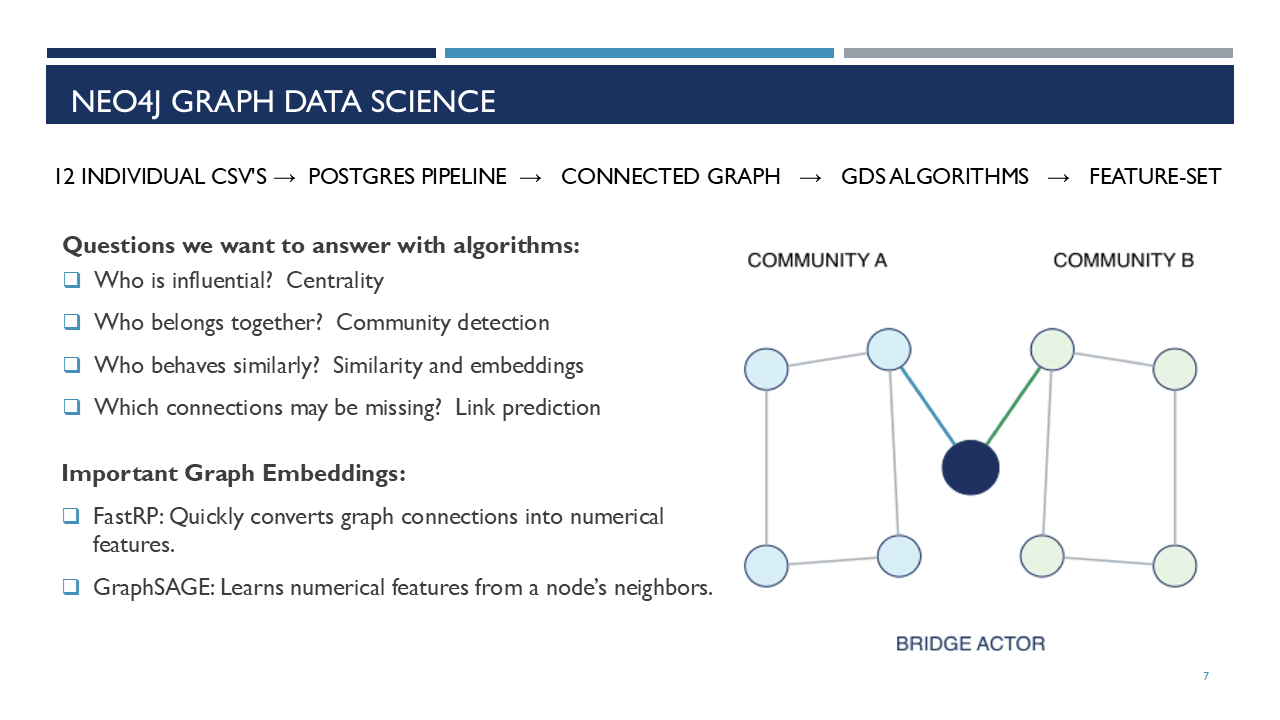 NEO4J GRAPH DATA SCIENCE
12 INDIVIDUAL CSV'S → POSTGRES PIPELINE → CONNECTED GRAPH → GDS ALGORITHMS → FEATURE-SET
Questions we want to answer with algorithms:
Who is influential? Centrality
Who belongs together? Community detection
Who behaves similarly? Similarity and embeddings
Which connections may be missing? Link prediction
Important Graph Embeddings:
FastRP: Quickly converts graph connections into numerical
features.
GraphSAGE: Learns numerical features from a node’s neighbors.
COMMUNITY A
COMMUNITY B
BRIDGE ACTOR
7